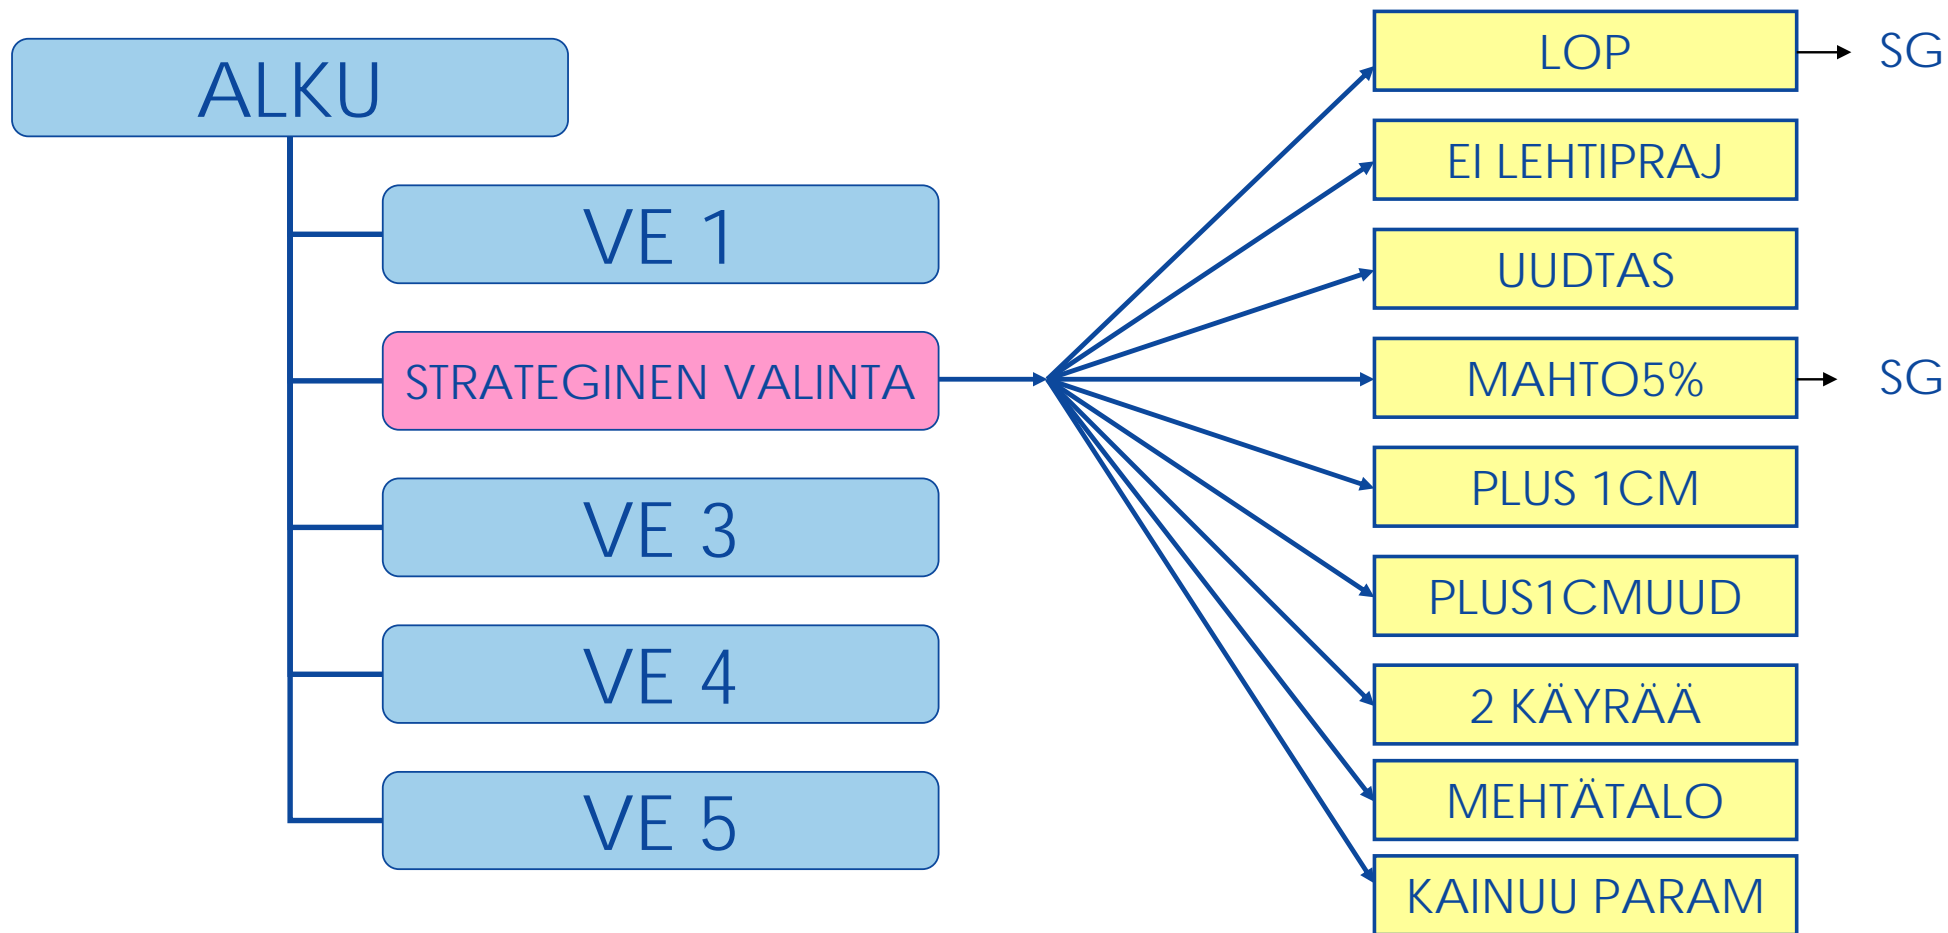 ALKU
VE 1
STRATEGINEN VALINTA
VE 3
VE 4
VE 5
LOP
SG
EI LEHTIPRAJ
UUDTAS
MAHTO5%
SG
PLUS 1CM
PLUS1CMUUD
2 KÄYRÄÄ
MEHTÄTALO
KAINUU PARAM